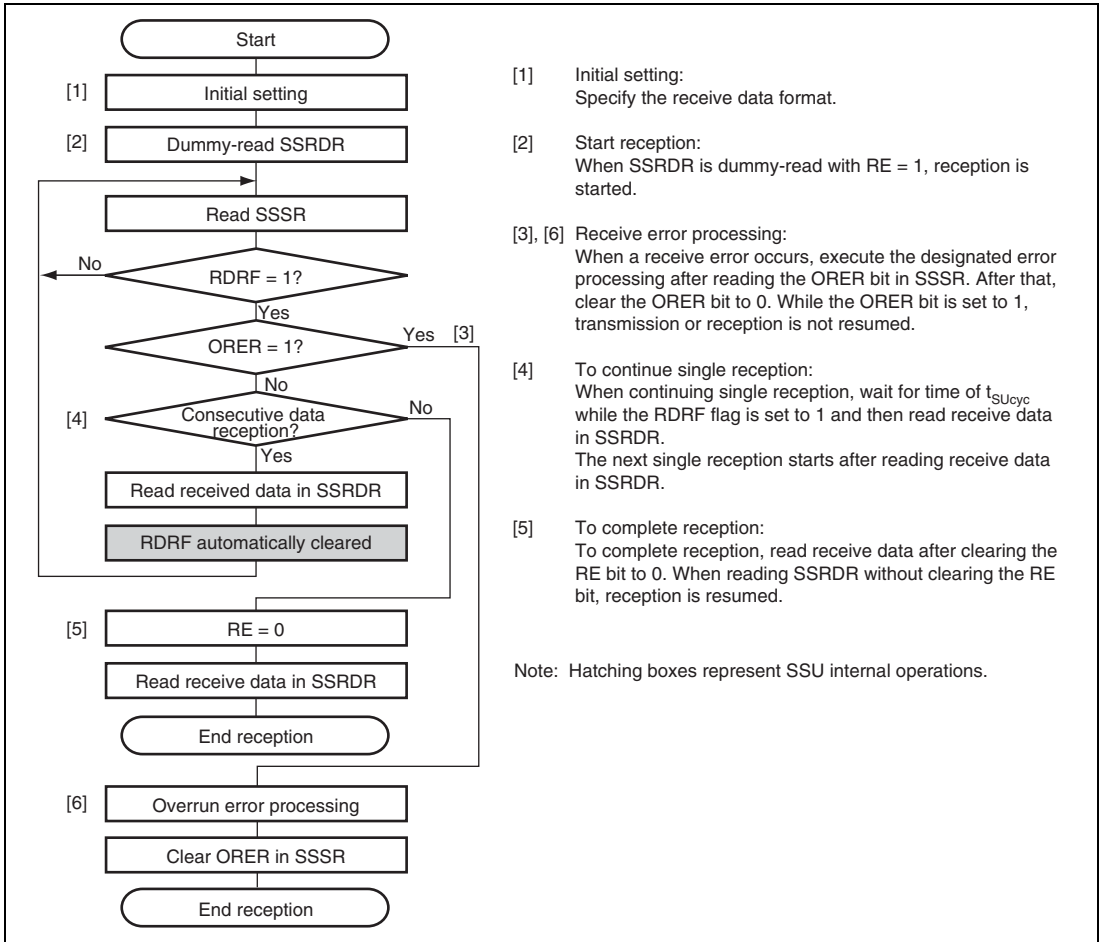 Start
[1]
Initial setting
[2]
Dummy-read SSRDR
Read SSSR
No
RDRF = 1?
Yes
ORER = 1?
Yes
[3]
No
[4]
Consecutive data
reception?
No
Yes
Read received data in SSRDR
RDRF automatically cleared
[5]
RE = 0
Read receive data in SSRDR
End reception
[6]
Overrun error processing
Clear ORER in SSSR
End reception
[1] Initial setting:
Specify the receive data format.
[2] Start reception:
When SSRDR is dummy-read with RE = 1, reception is
started.
[3], [6] Receive error processing:
When a receive error occurs, execute the designated error
processing after reading the ORER bit in SSSR. After that,
clear the ORER bit to 0. While the ORER bit is set to 1,
transmission or reception is not resumed.
[4] To continue single reception:
When continuing single reception, wait for time of tSUcyc
while the RDRF flag is set to 1 and then read receive data
in SSRDR.
The next single reception starts after reading receive data
in SSRDR.
[5] To complete reception:
To complete reception, read receive data after clearing the
RE bit to 0. When reading SSRDR without clearing the RE
bit, reception is resumed.
Note: Hatching boxes represent SSU internal operations.